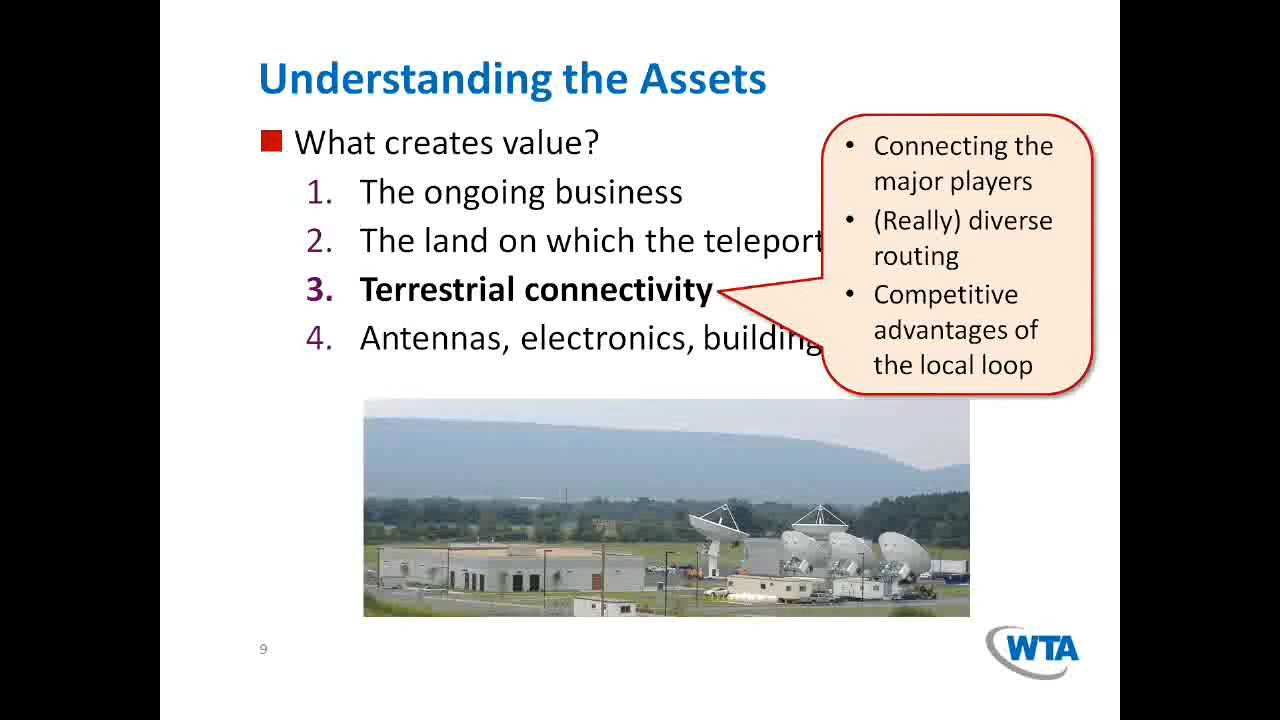 Understanding the Assets
What creates value?
1. The ongoing business
2. The land on which the teleport
3. Terrestrial connectivity
4. Antennas, electronics, building
• Connecting the
major players
• (Really) diverse
routing
• Competitive
advantages of
the local loop
9
WTA